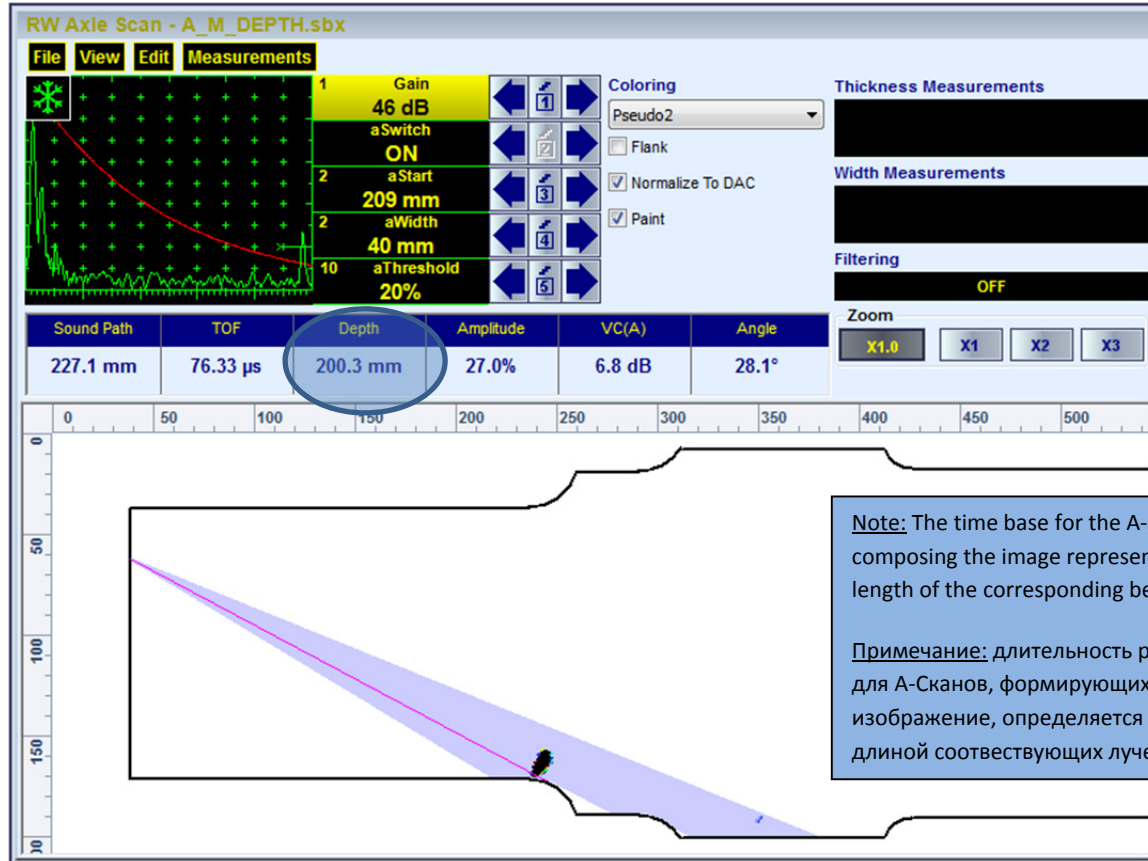 RW Axle Scan - A_M_DEPTH.sbx
File View Edit Measurements
1 Gain
46 dB
aSwitch
ON
2 aStart
209 mm
2 aWidth
40 mm
10 aThreshold
20%
1
2
3
4
5
Coloring
Pseudo2
Flank
Normalize To DAC
Paint
Thickness Measurements
Width Measurements
Filtering
OFF
Zoom
X1.0 X1 X2 X3
Sound Path TOF Depth Amplitude VC(A) Angle
227.1 mm 76.33 µs 200.3 mm 27.0% 6.8 dB 28.1°
0 50 100 150 200 250 300 350 400 450 500
0
50
100
150
Note: The time base for the A-
composing the image represen
length of the corresponding be
Примечание: длительность р
для А-Сканов, формирующих
изображение, определяется
длиной соотвествующих луче